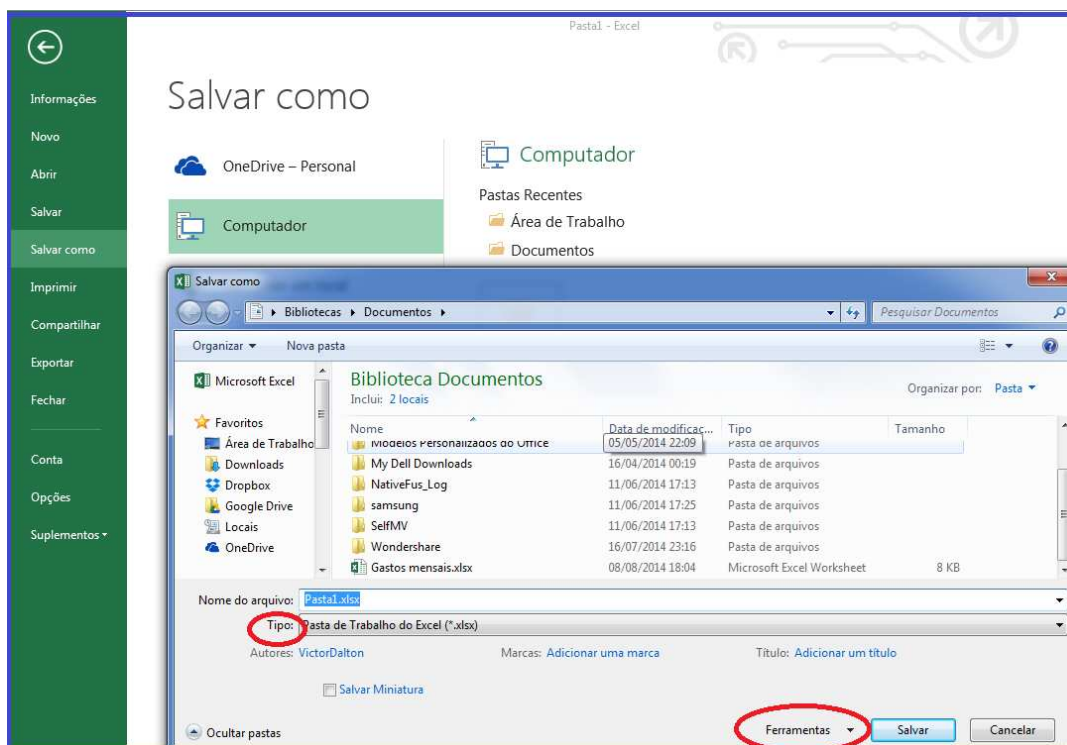 Pasta1 - Excel
Informações
Novo
Abrir
Salvar
Salvar como
Imprimir
Compartilhar
Exportar
Fechar
Conta
Opções
Suplementos
Salvar como
OneDrive – Personal
Computador
Computador
Pastas Recentes
Área de Trabalho
Documentos
Salvar como
Bibliotecas Documentos
Pesquisar Documentos
Organizar Nova pasta
Microsoft Excel
Favoritos
Área de Trabalho
Downloads
Dropbox
Google Drive
Locais
OneDrive
Biblioteca Documentos
Inclui: 2 locais
Organizar por: Pasta
Nome Data de modificaç... Tipo Tamanho
Modelos Personalizados do Office 05/05/2014 22:09 Pasta de arquivos
My Dell Downloads 16/04/2014 00:19 Pasta de arquivos
NativeFus_Log 11/06/2014 17:13 Pasta de arquivos
samsung 11/06/2014 17:25 Pasta de arquivos
SelfMV 11/06/2014 17:13 Pasta de arquivos
Wondershare 16/07/2014 23:16 Pasta de arquivos
Gastos mensais.xlsx 08/08/2014 18:04 Microsoft Excel Worksheet 8 KB
Nome do arquivo: Pasta1.xlsx
Tipo: Pasta de Trabalho do Excel (*.xlsx)
Autores: VictorDalton Marcas: Adicionar uma marca Título: Adicionar um título
Salvar Miniatura
Ocultar pastas Ferramentas Salvar Cancelar